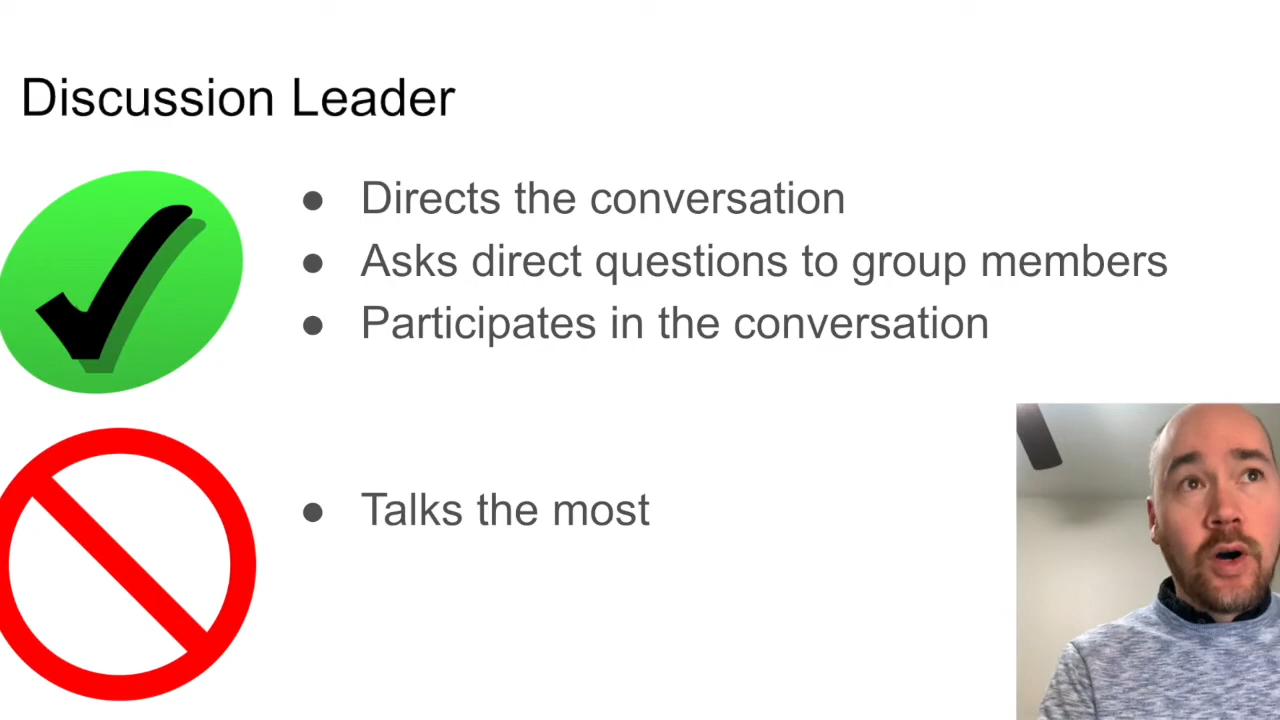 Discussion Leader
● Directs the conversation
● Asks direct questions to group members
● Participates in the conversation
● Talks the most